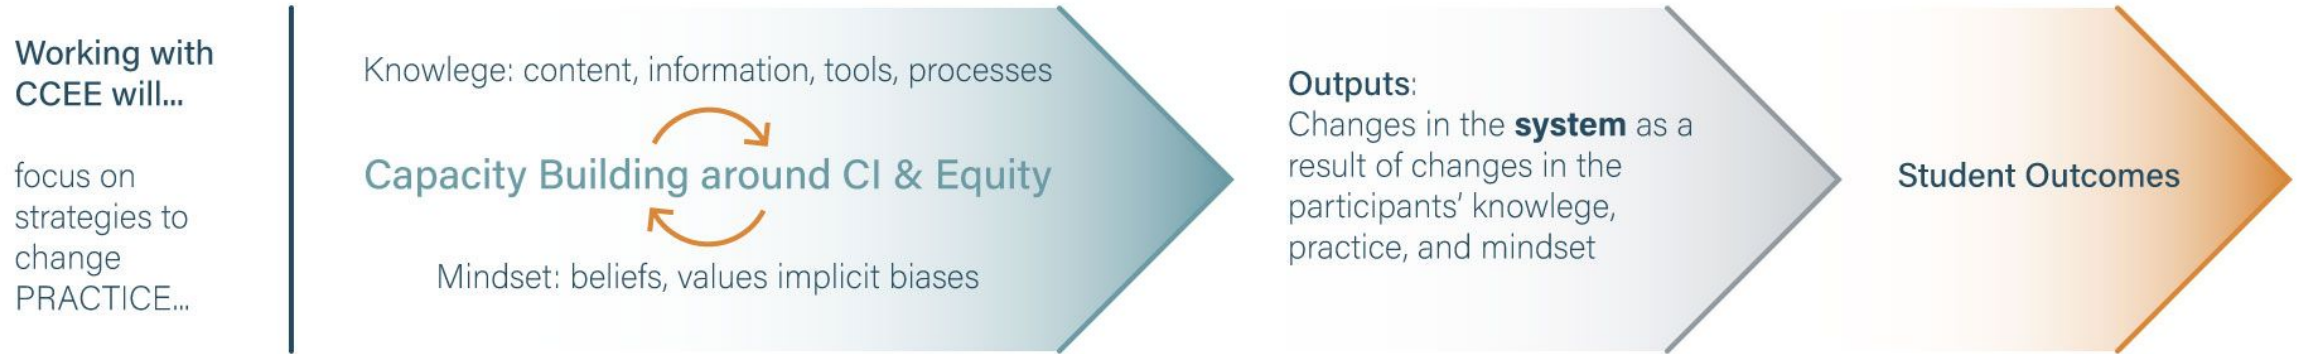 Working with
CCEE will...
focus on
strategies to
change
PRACTICE...
Knowlege: content, information, tools, processes
Capacity Building around CI & Equity
Mindset: beliefs, values implicit biases
Outputs:
Changes in the system as a
result of changes in the
participants' knowlege,
practice, and mindset
Student Outcomes